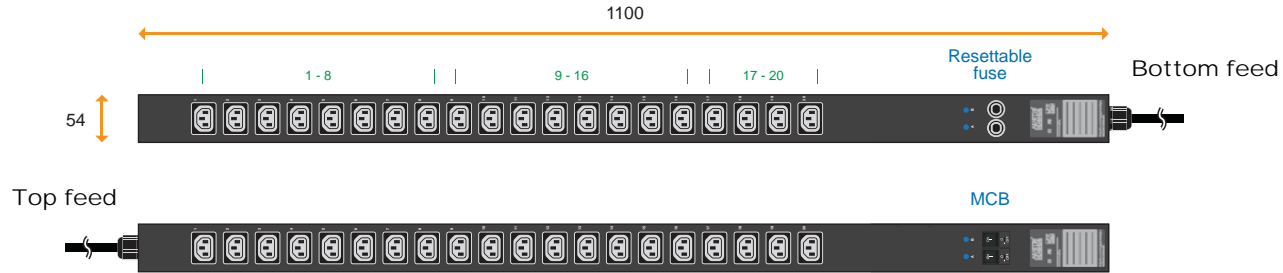 1100
1 - 8
9 - 16
17 - 20
Resettable
fuse
Bottom feed
54
Top feed
MCB